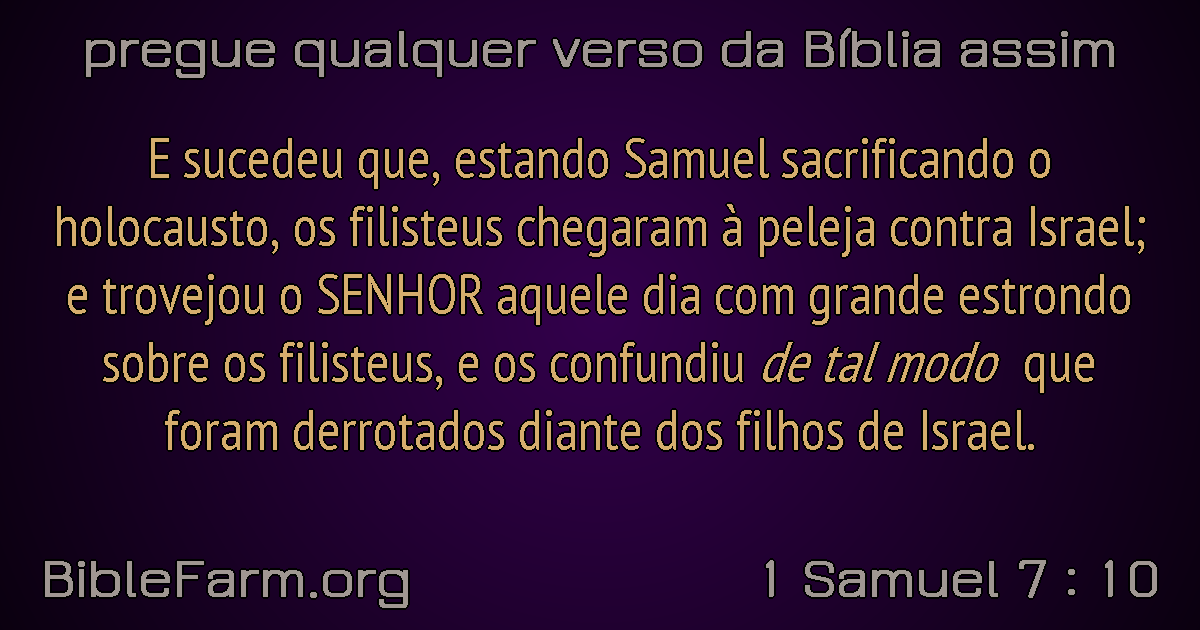 pregue qualquer verso da Bíblia assim
E sucedeu que, estando Samuel sacrificando o
holocausto, os filisteus chegaram à peleja contra Israel;
e trovejou o SENHOR aquele dia com grande estrondo
sobre os filisteus, e os confundiu de tal modo que
foram derrotados diante dos filhos de Israel.
BibleFarm.org
1 Samuel 7 : 10